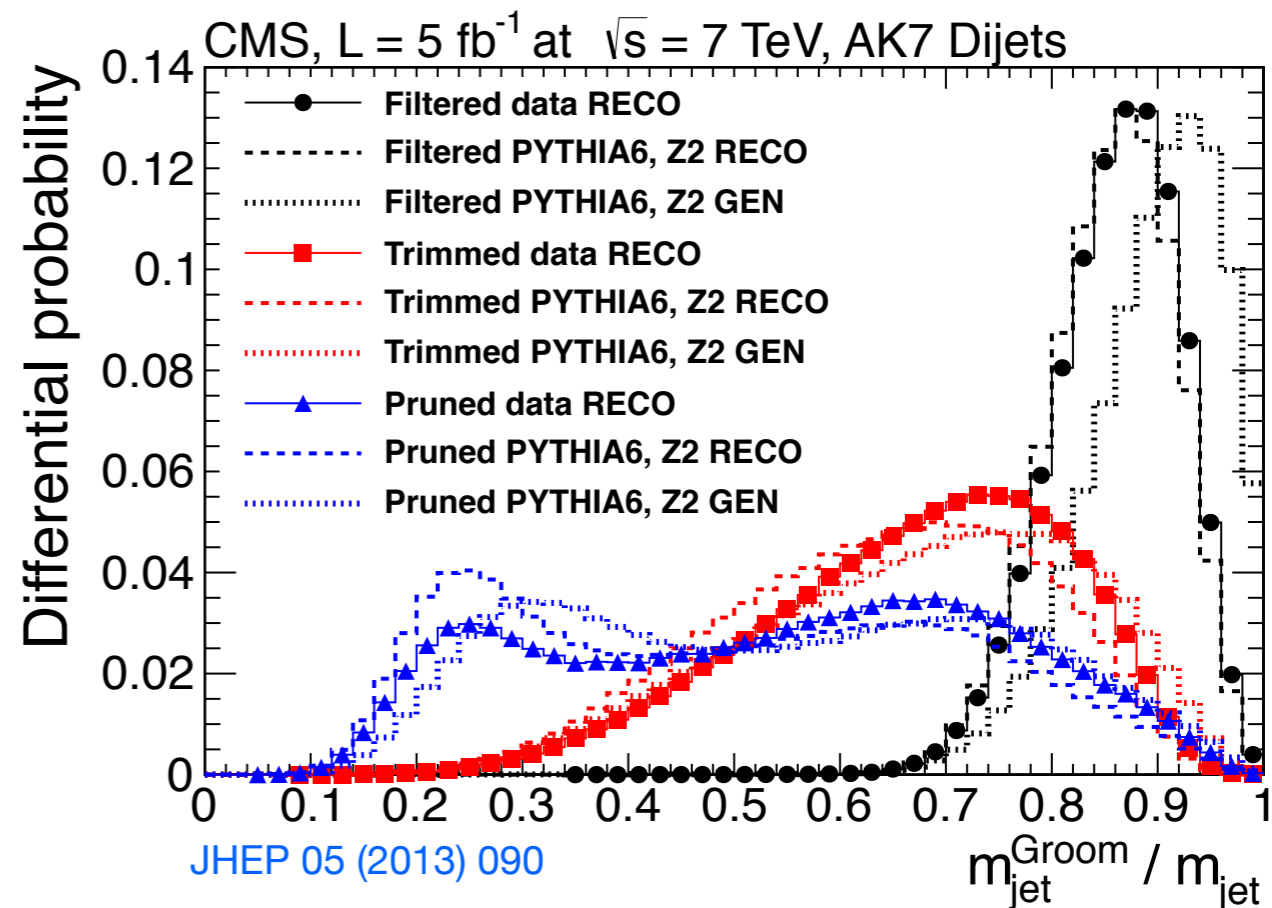 CMS, L = 5 fb⁻¹ at √s = 7 TeV, AK7 Dijets
Differential probability
0.14
0.12
0.1
0.08
0.06
0.04
0.02
0
Filtered data RECO
Filtered PYTHIA6, Z2 RECO
Filtered PYTHIA6, Z2 GEN
Trimmed data RECO
Trimmed PYTHIA6, Z2 RECO
Trimmed PYTHIA6, Z2 GEN
Pruned data RECO
Pruned PYTHIA6, Z2 RECO
Pruned PYTHIA6, Z2 GEN
0 0.1 0.2 0.3 0.4 0.5 0.6 0.7 0.8 0.9 1
JHEP 05 (2013) 090
m_jet^Groom / m_jet